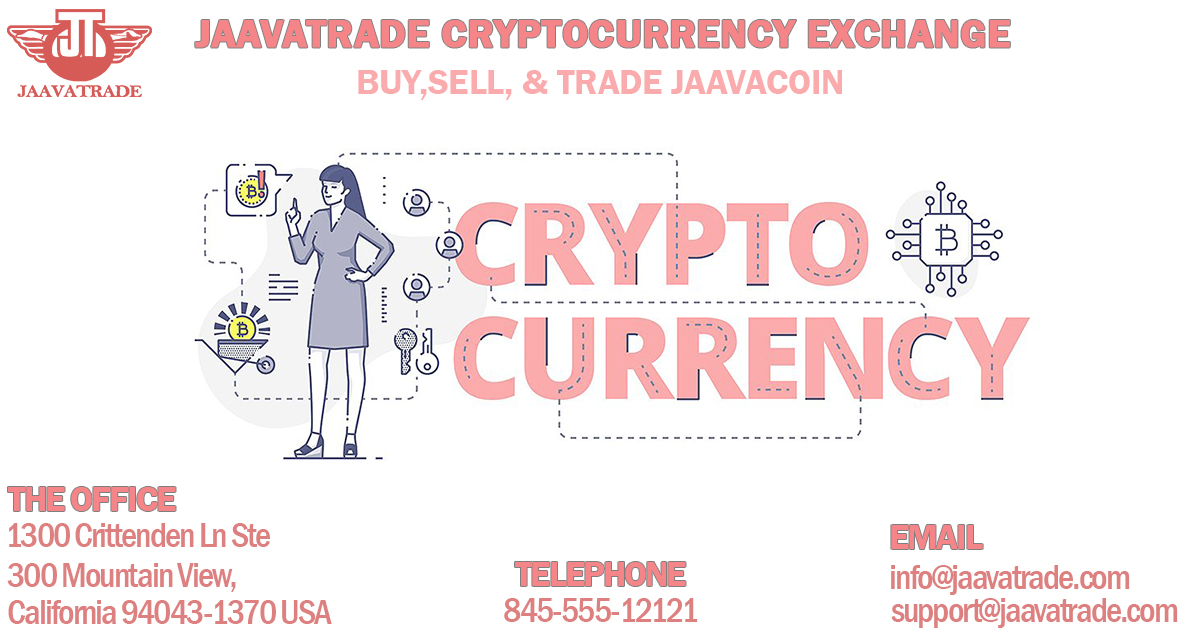 JAAVATRADE CRYPTOCURRENCY EXCHANGE
BUY,SELL, & TRADE JAAVACOIN
JT
JAAVATRADE
CRYPTO
CURRENCY
THE OFFICE
1300 Crittenden Ln Ste
300 Mountain View,
California 94043-1370 USA
TELEPHONE
845-555-12121
EMAIL
info@jaavatrade.com
support@jaavatrade.com